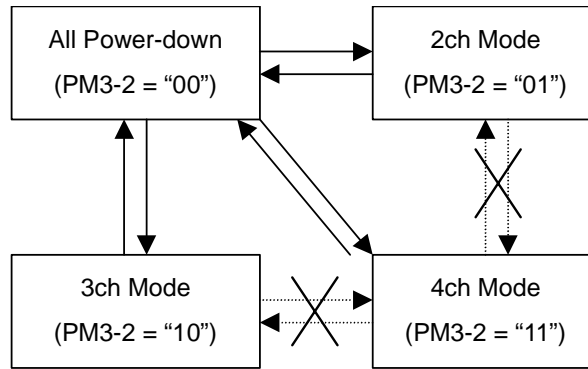 All Power-down
(PM3-2 = “00”)
2ch Mode
(PM3-2 = “01”)
3ch Mode
(PM3-2 = “10”)
4ch Mode
(PM3-2 = “11”)